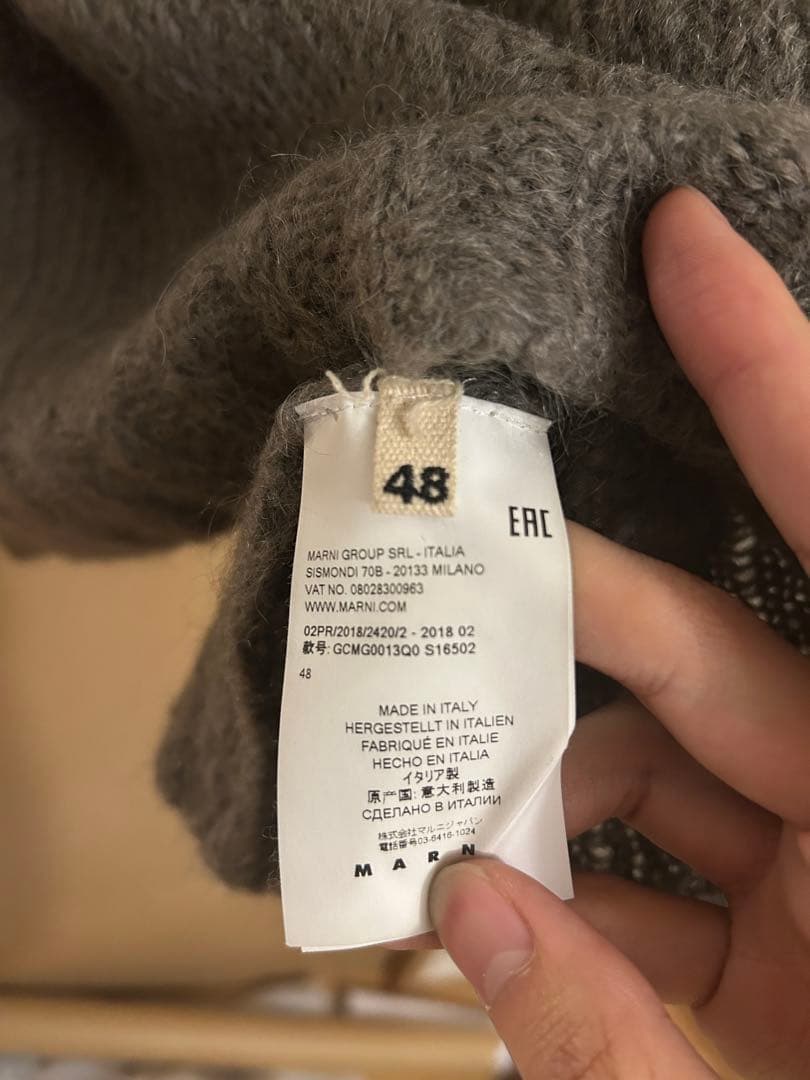 48
EAC
MARNI GROUP SRL - ITALIA
SISMONDI 70B - 20133 MILANO
VAT NO. 08028300963
WWW.MARNI.COM
02PR/2018/2420/2 - 2018 02
款号: GCMG0013Q0 S16502
48
MADE IN ITALY
HERGESTELLT IN ITALIEN
FABRIQUÉ EN ITALIE
HECHO EN ITALIA
イタリア製
原产国: 意大利製造
СДЕЛАНО В ИТАЛИИ
株式会社マルニジャパン
電話番号03-6416-1024
MARN